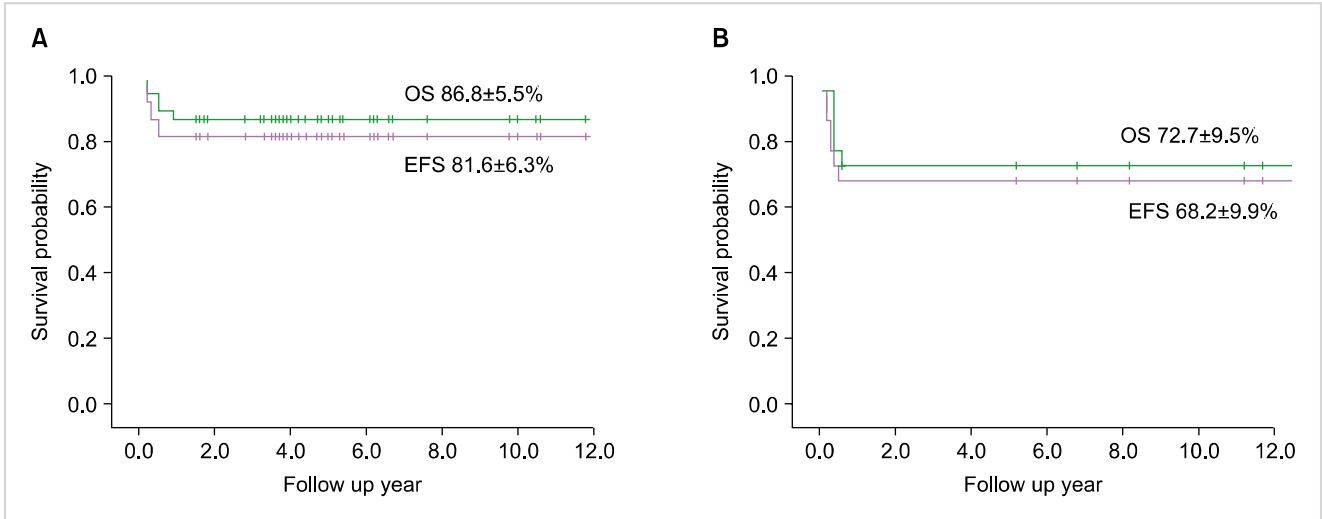 A
Survival probability
1.0
0.8
0.6
0.4
0.2
0.0
OS 86.8±5.5%
EFS 81.6±6.3%
0.0 2.0 4.0 6.0 8.0 10.0 12.0
Follow up year
B
Survival probability
1.0
0.8
0.6
0.4
0.2
0.0
OS 72.7±9.5%
EFS 68.2±9.9%
0.0 2.0 4.0 6.0 8.0 10.0 12.0
Follow up year